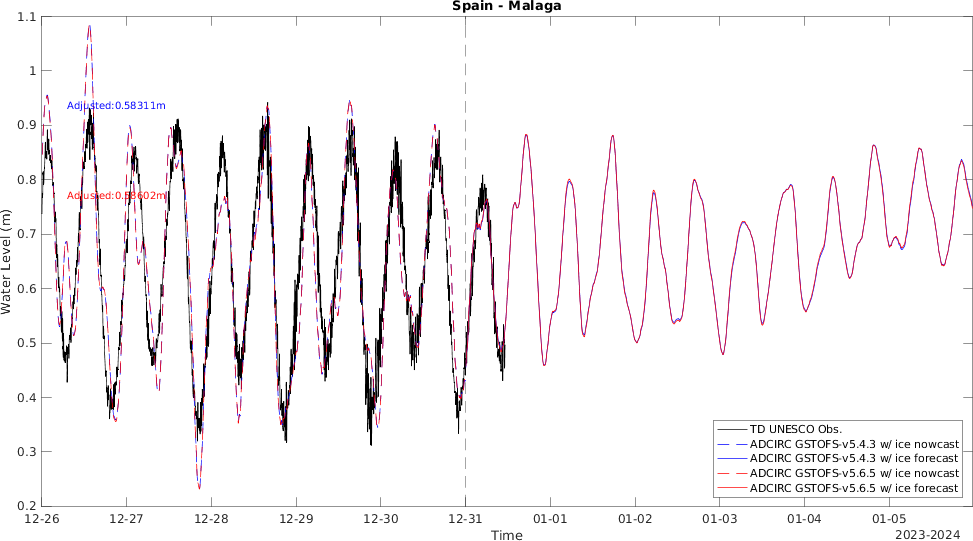 Spain - Malaga
1.1
1
0.9
0.8
0.7
0.6
0.5
0.4
0.3
0.2
Water Level (m)
Adjusted:0.58311m
Adjusted:0.58602m
TD UNESCO Obs.
ADCIRC GSTOFS-v5.4.3 w/ ice nowcast
ADCIRC GSTOFS-v5.4.3 w/ ice forecast
ADCIRC GSTOFS-v5.6.5 w/ ice nowcast
ADCIRC GSTOFS-v5.6.5 w/ ice forecast
12-26 12-27 12-28 12-29 12-30 12-31 01-01 01-02 01-03 01-04 01-05
Time
2023-2024